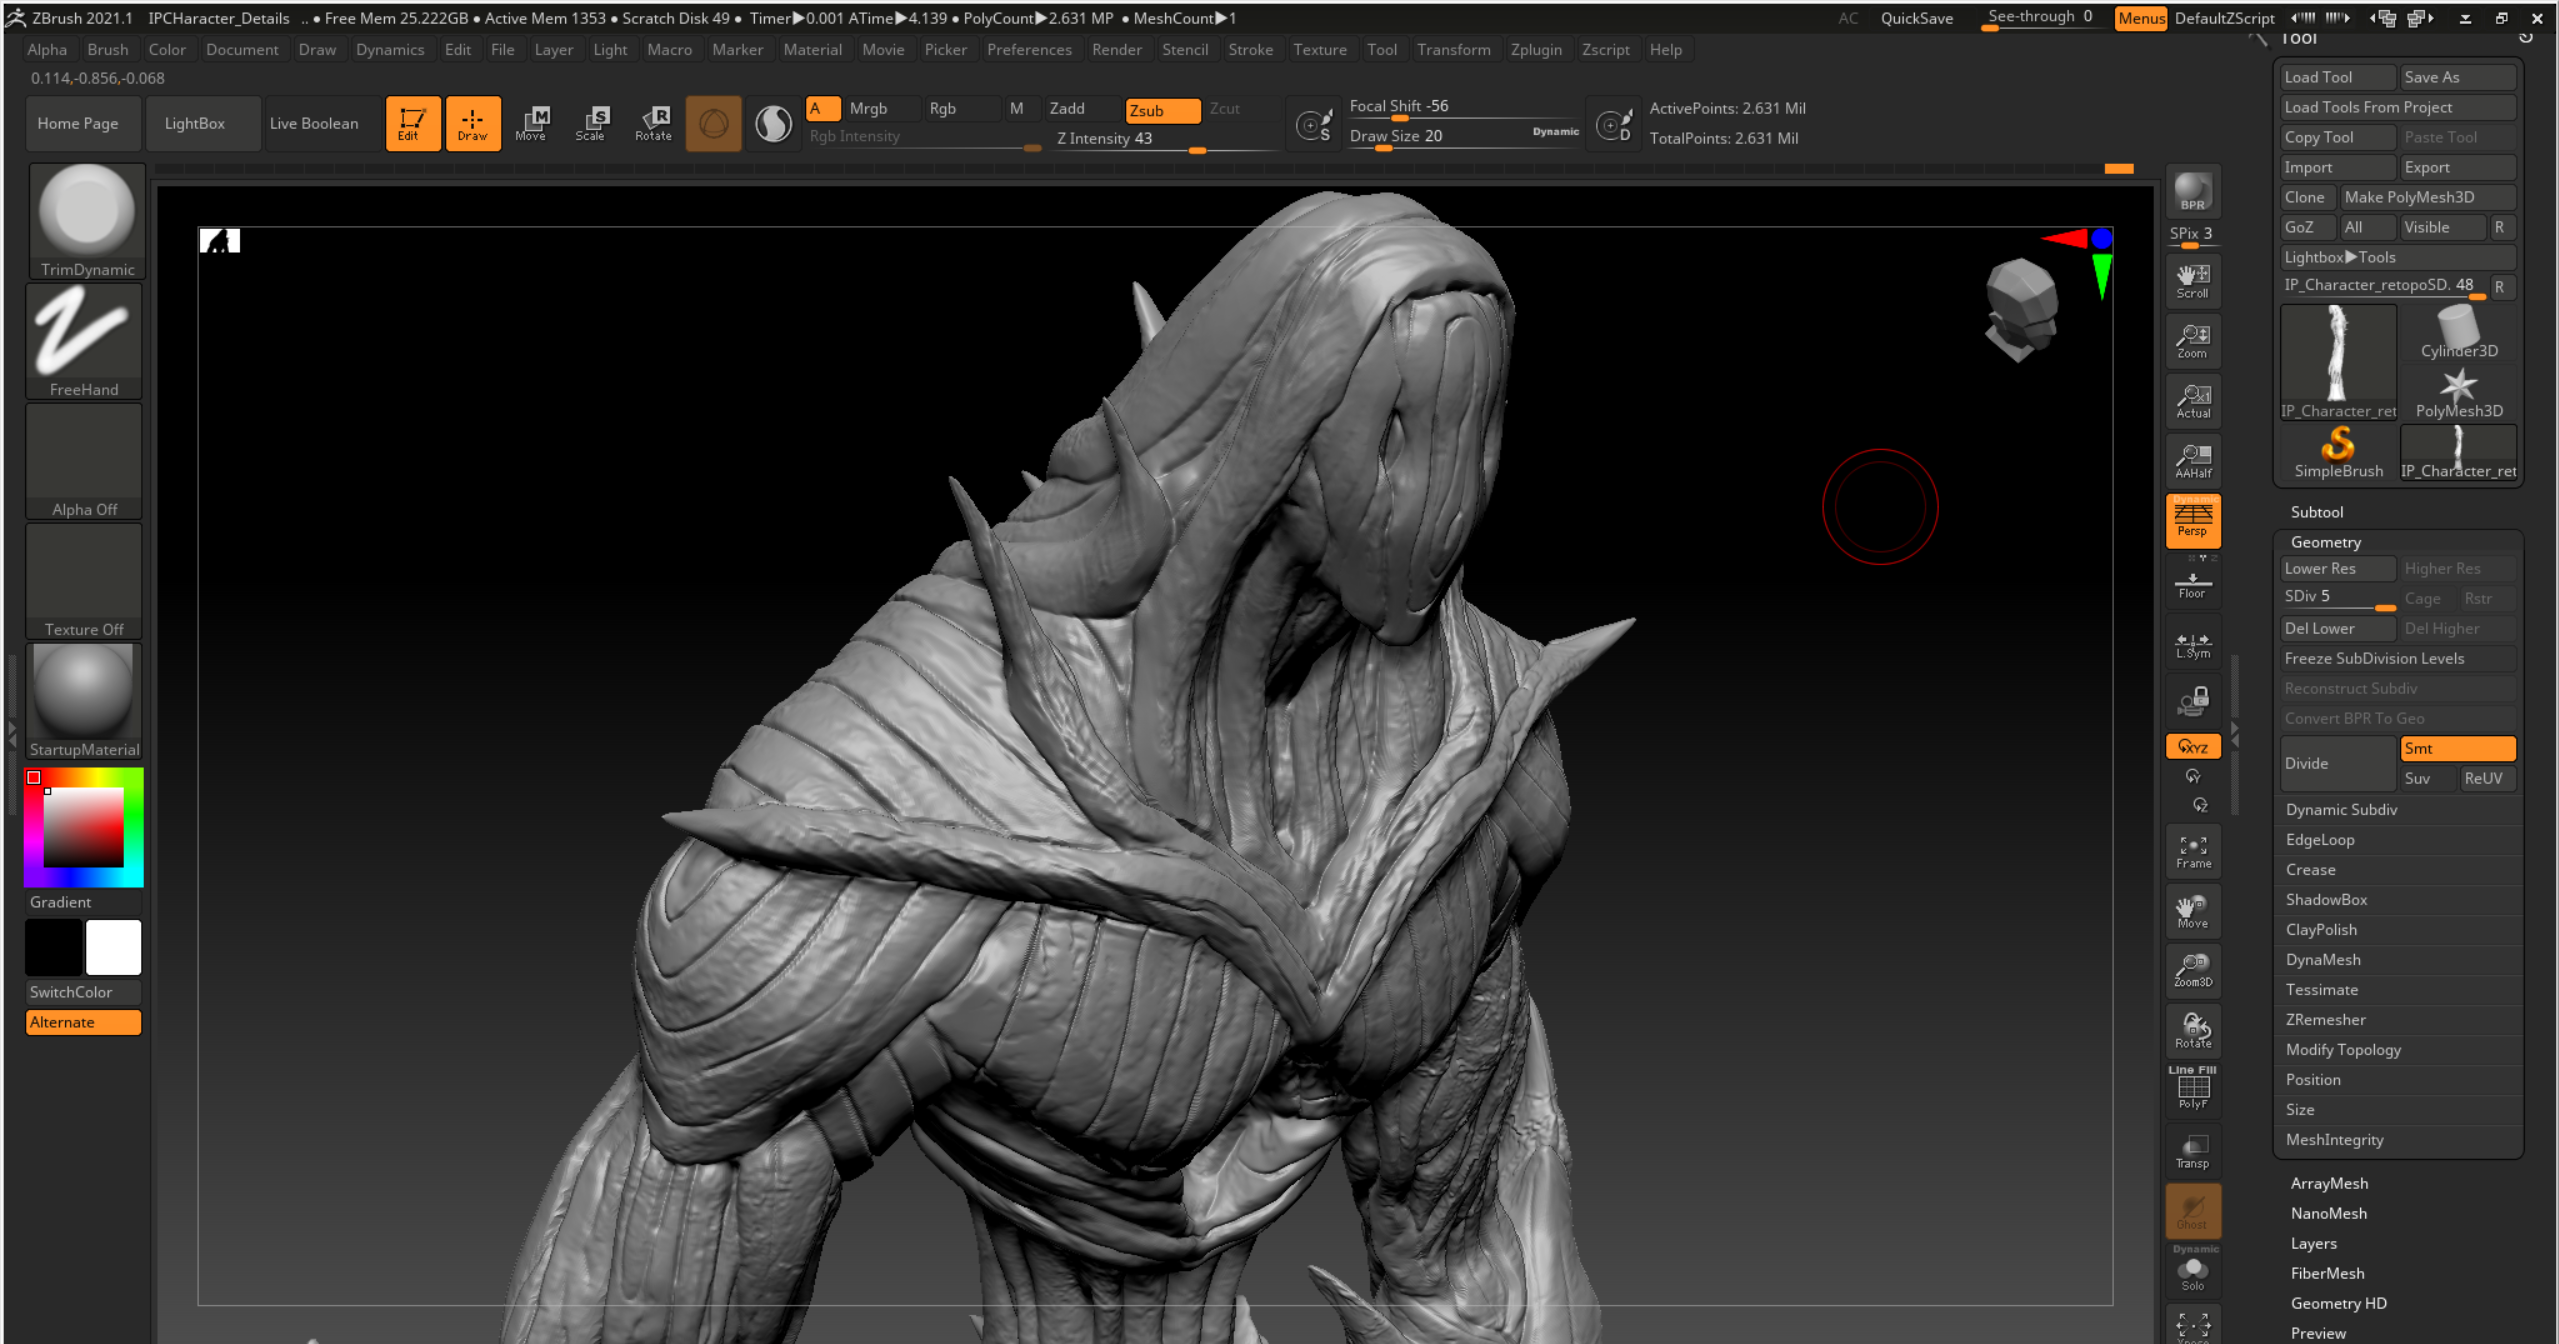 ZBrush 2021.1 IPCharacter_Details .. ● Free Mem 25.222GB ● Active Mem 1353 ● Scratch Disk 49 ● Timer▶0.001 ATime▶4.139 ● PolyCount▶2.631 MP ● MeshCount▶1 AC QuickSave See-through 0 Menus DefaultZScript
Alpha Brush Color Document Draw Dynamics Edit File Layer Light Macro Marker Material Movie Picker Preferences Render Stencil Stroke Texture Tool Transform Zplugin Zscript Help
0.114,-0.856,-0.068
Home Page LightBox Live Boolean Edit Draw Move Scale Rotate
A Mrgb Rgb M Zadd Zsub Zcut
Rgb Intensity Z Intensity 43
Focal Shift -56
Draw Size 20 Dynamic
ActivePoints: 2.631 Mil
TotalPoints: 2.631 Mil
TrimDynamic
FreeHand
Alpha Off
Texture Off
StartupMaterial
Gradient
SwitchColor
Alternate
BPR
SPix 3
Scroll
Zoom
Actual
AAHalf
Dynamic
Persp
Floor
L.Sym
XYZ
Y
Z
Frame
Move
Zoom3D
Rotate
Line Fill
PolyF
Transp
Ghost
Dynamic
Solo
Tool
Load Tool Save As
Load Tools From Project
Copy Tool Paste Tool
Import Export
Clone Make PolyMesh3D
GoZ All Visible R
Lightbox▶Tools
IP_Character_retopoSD. 48 R
IP_Character_ret Cylinder3D
PolyMesh3D
SimpleBrush IP_Character_ret
Subtool
Geometry
Lower Res Higher Res
SDiv 5 Cage Rstr
Del Lower Del Higher
Freeze SubDivision Levels
Reconstruct Subdiv
Convert BPR To Geo
Divide Smt
Suv ReUV
Dynamic Subdiv
EdgeLoop
Crease
ShadowBox
ClayPolish
DynaMesh
Tessimate
ZRemesher
Modify Topology
Position
Size
MeshIntegrity
ArrayMesh
NanoMesh
Layers
FiberMesh
Geometry HD
Preview